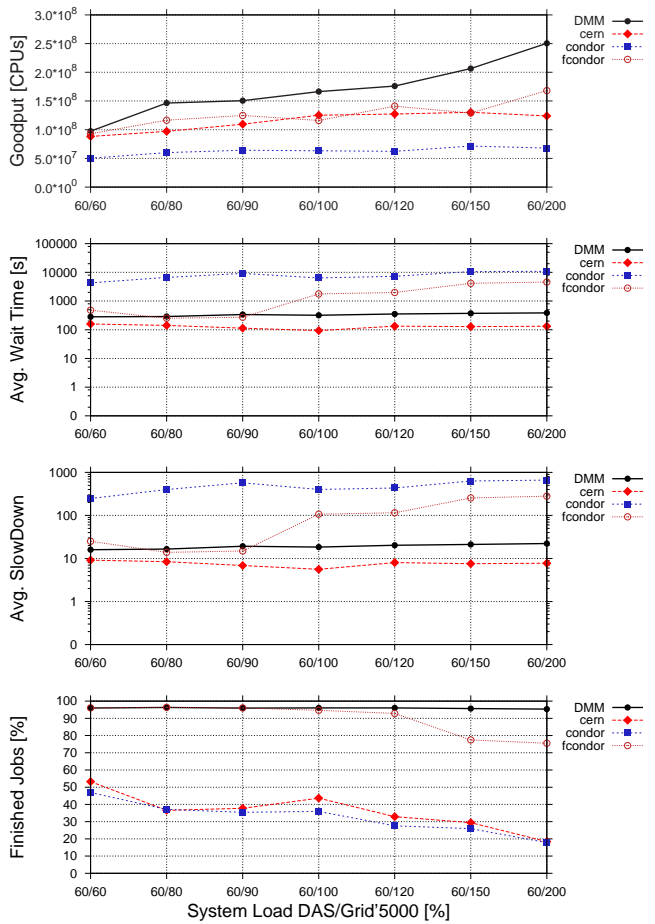 Goodput [CPUs]
3.0*10^8
2.5*10^8
2.0*10^8
1.5*10^8
1.0*10^8
5.0*10^7
0.0*10^0
60/60 60/80 60/90 60/100 60/120 60/150 60/200
DMM
cern
condor
fcondor
Avg. Wait Time [s]
100000
10000
1000
100
10
1
0
60/60 60/80 60/90 60/100 60/120 60/150 60/200
DMM
cern
condor
fcondor
Avg. SlowDown
1000
100
10
1
0
60/60 60/80 60/90 60/100 60/120 60/150 60/200
DMM
cern
condor
fcondor
Finished Jobs [%]
100
90
80
70
60
50
40
30
20
10
0
60/60 60/80 60/90 60/100 60/120 60/150 60/200
DMM
cern
condor
fcondor
System Load DAS/Grid'5000 [%]